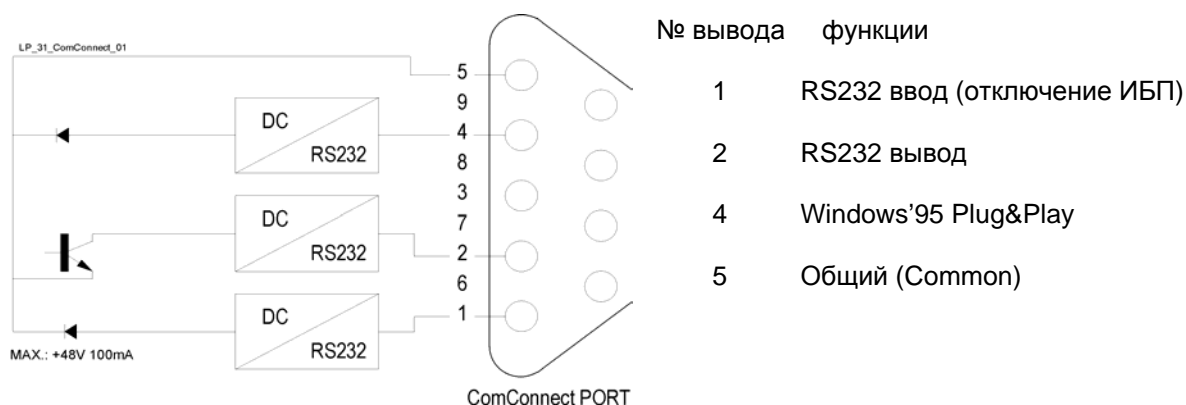 LP_31_ComConnect_01
5
9
4
8
3
7
2
6
1
DC
RS232
DC
RS232
DC
RS232
MAX.: +48V 100mA
ComConnect PORT
№ вывода функции
1 RS232 ввод (отключение ИБП)
2 RS232 вывод
4 Windows’95 Plug&Play
5 Общий (Common)